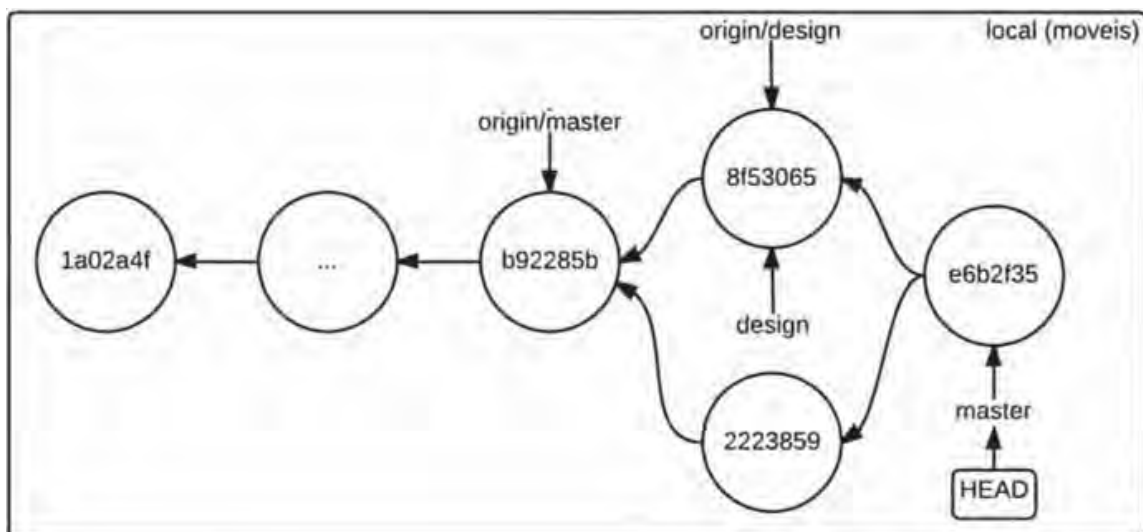 origin/design
local (moveis)
origin/master
8f53065
1a02a4f
...
b92285b
e6b2f35
design
master
2223859
HEAD